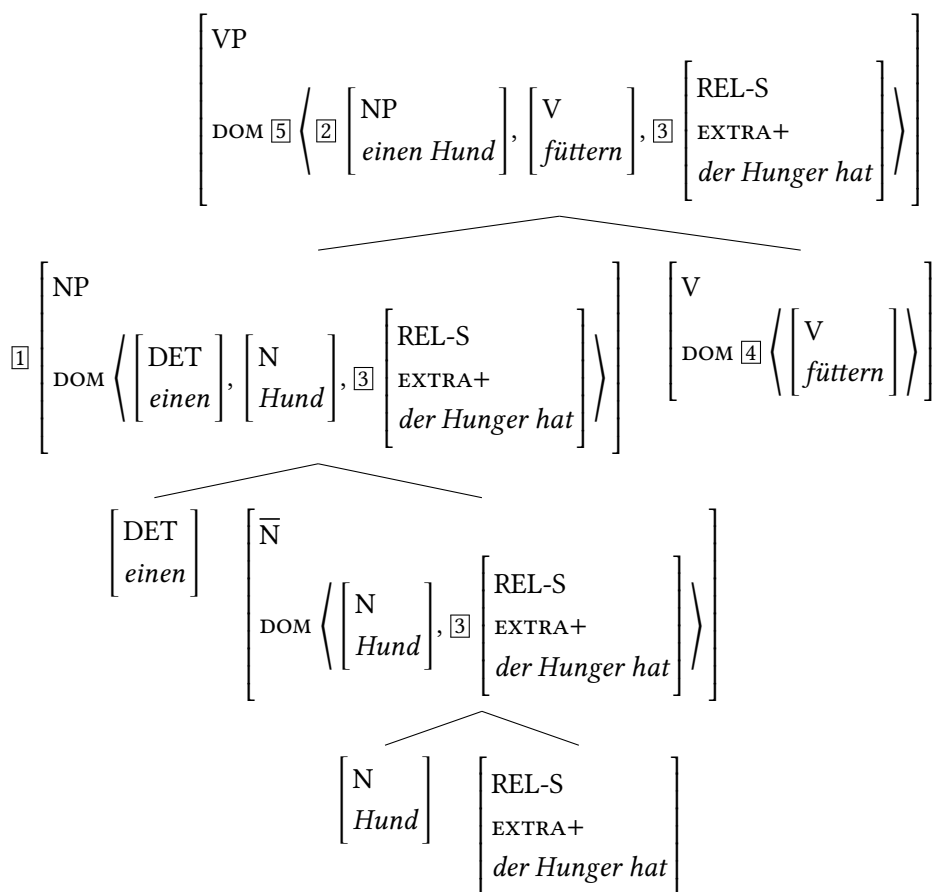 VP
DOM 5 ⟨ 2 [NP einen Hund], [V füttern], 3 [REL-S EXTRA+ der Hunger hat] ⟩
1 NP
DOM ⟨ [DET einen], [N Hund], 3 [REL-S EXTRA+ der Hunger hat] ⟩
V
DOM 4 ⟨ [V füttern] ⟩
DET
einen
N̅
DOM ⟨ [N Hund], 3 [REL-S EXTRA+ der Hunger hat] ⟩
N
Hund
REL-S
EXTRA+
der Hunger hat